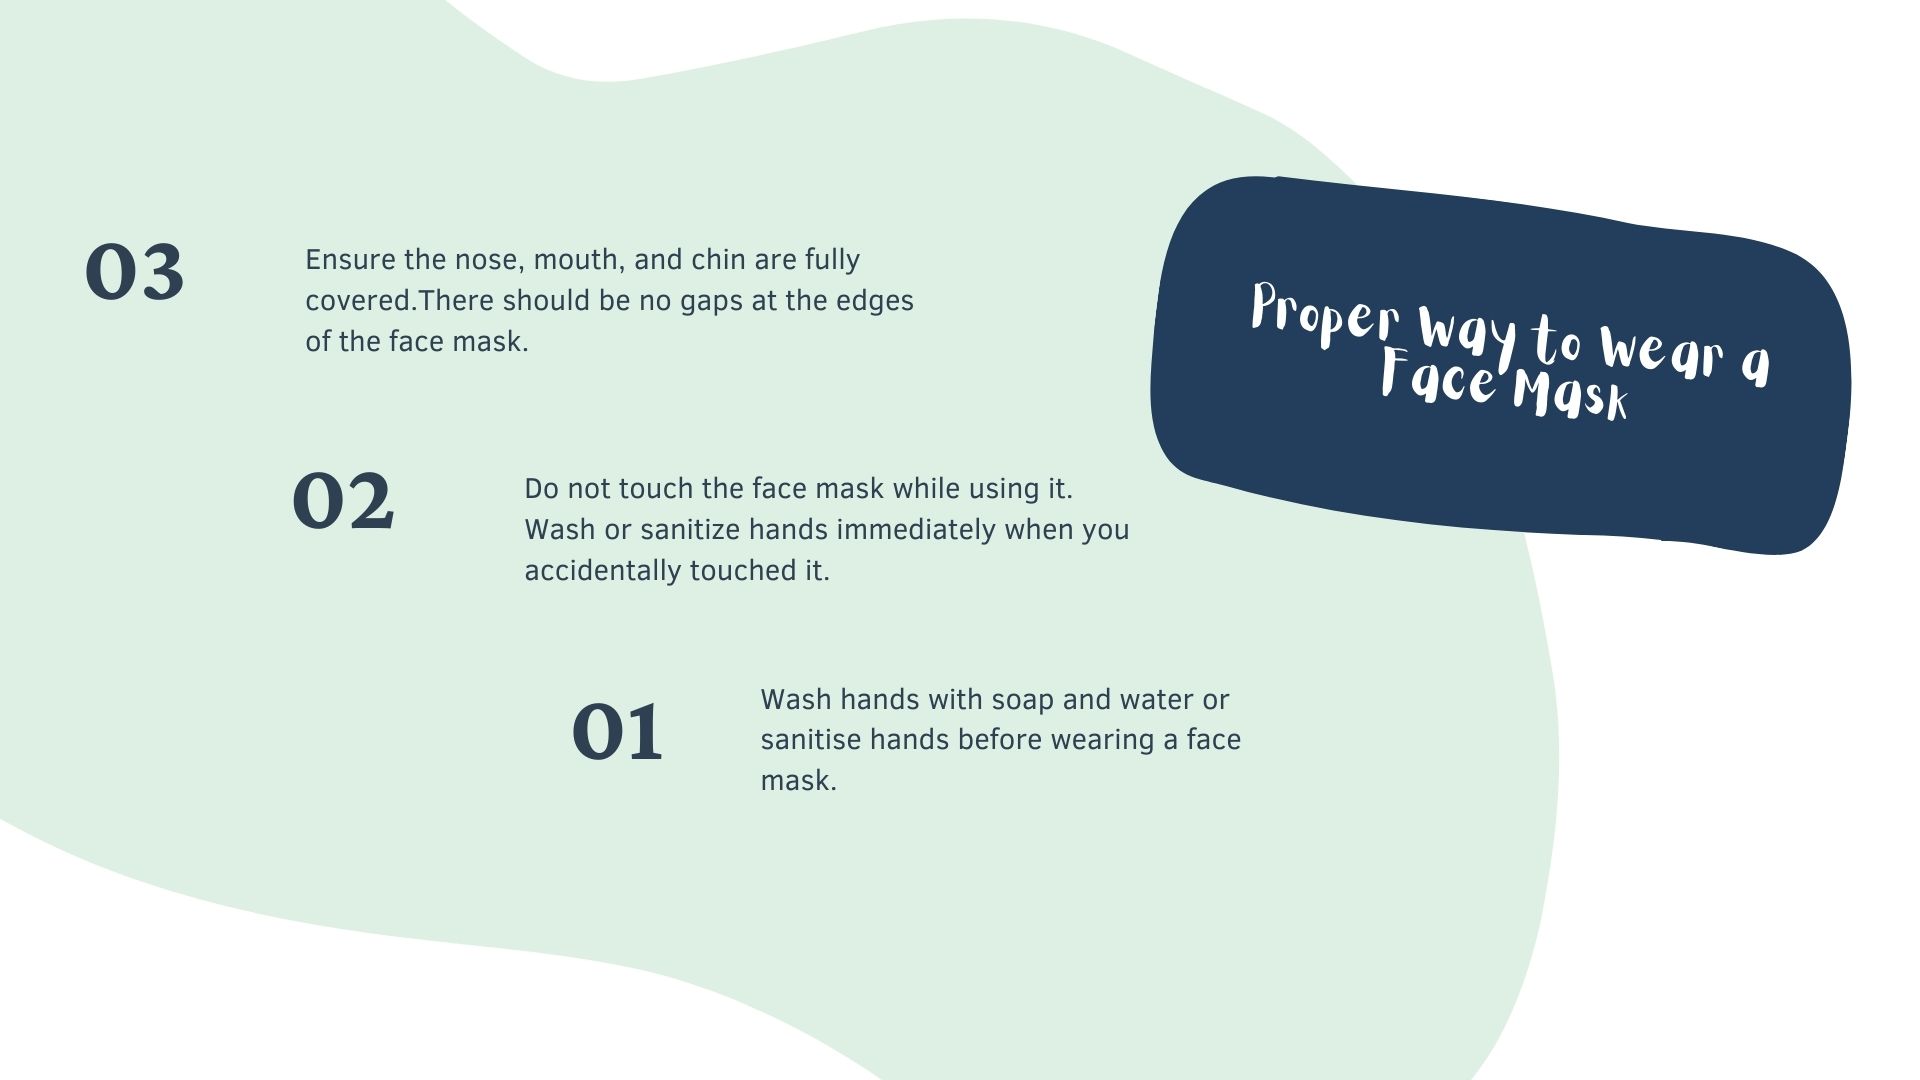 Proper Way to Wear a
Face Mask
03
Ensure the nose, mouth, and chin are fully
covered.There should be no gaps at the edges
of the face mask.
02
Do not touch the face mask while using it.
Wash or sanitize hands immediately when you
accidentally touched it.
01
Wash hands with soap and water or
sanitise hands before wearing a face
mask.